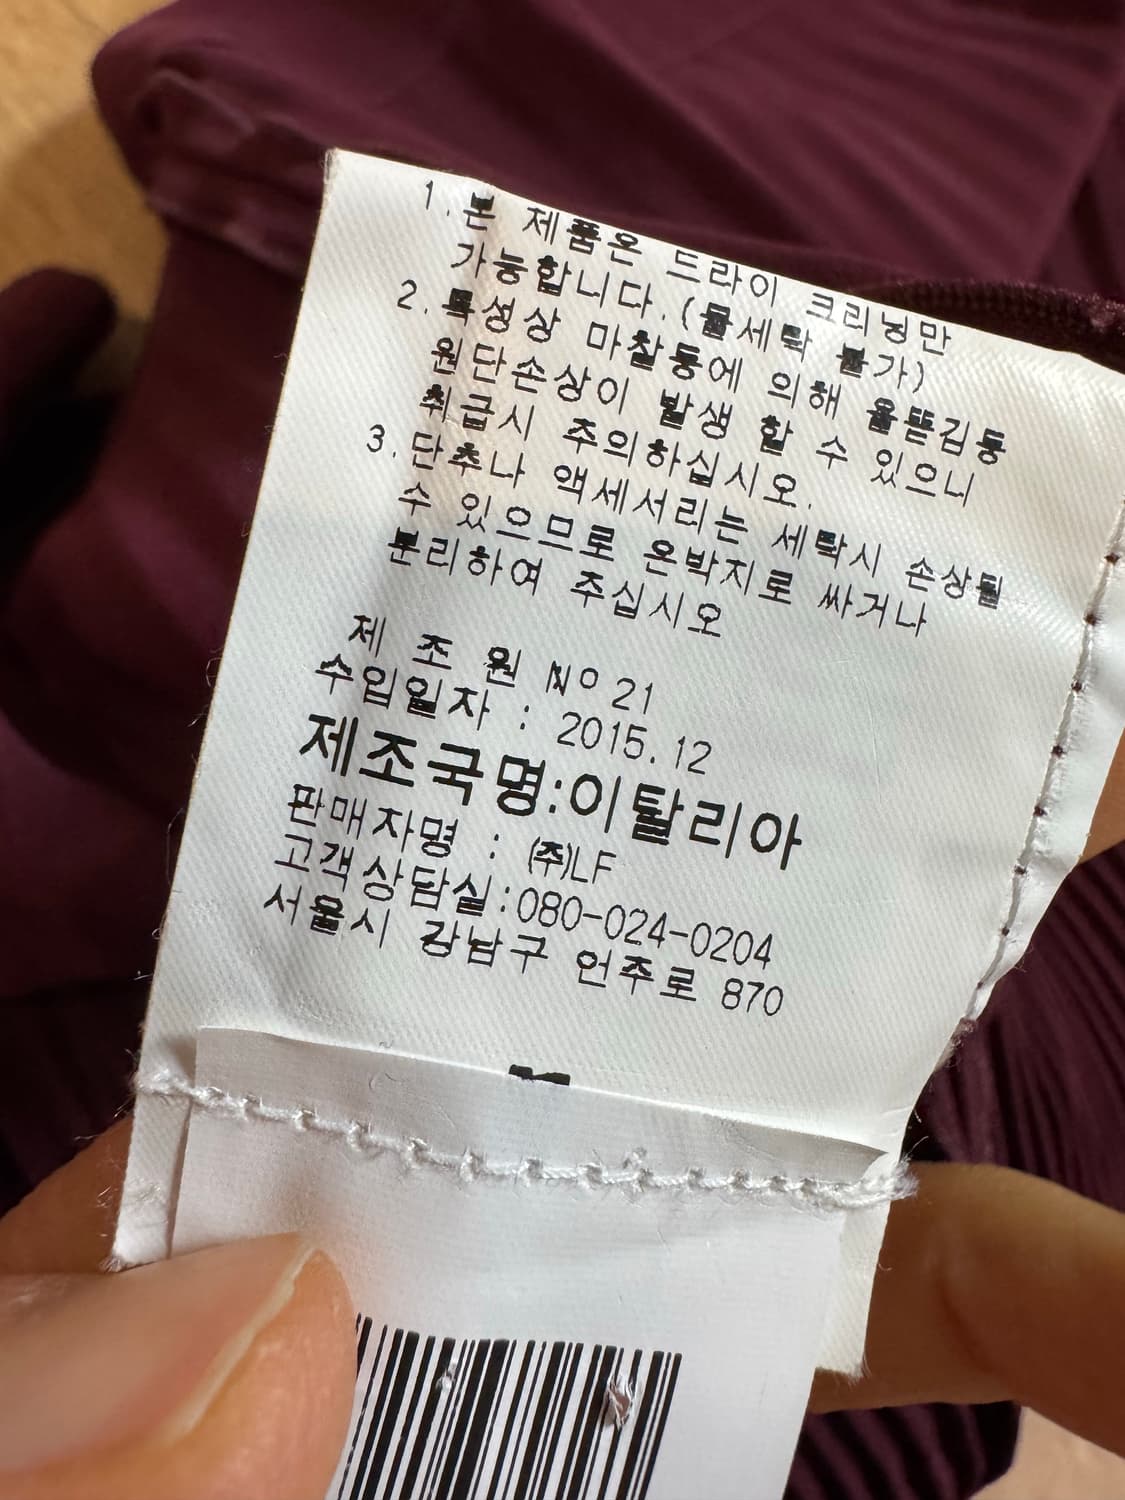 1.본 제품은 드라이 크리닝만
가능합니다.(물세탁 불가)
2.특성상 마찰등에 의해 올뜯김등
원단손상이 발생 할 수 있으니
취급시 주의하십시오.
3.단추나 액세서리는 세탁시 손상될
수 있으므로 은박지로 싸거나
분리하여 주십시오
제 조 원 Nº21
수입일자 : 2015.12
제조국명:이탈리아
판매자명 : (주)LF
고객상담실:080-024-0204
서울시 강남구 언주로 870